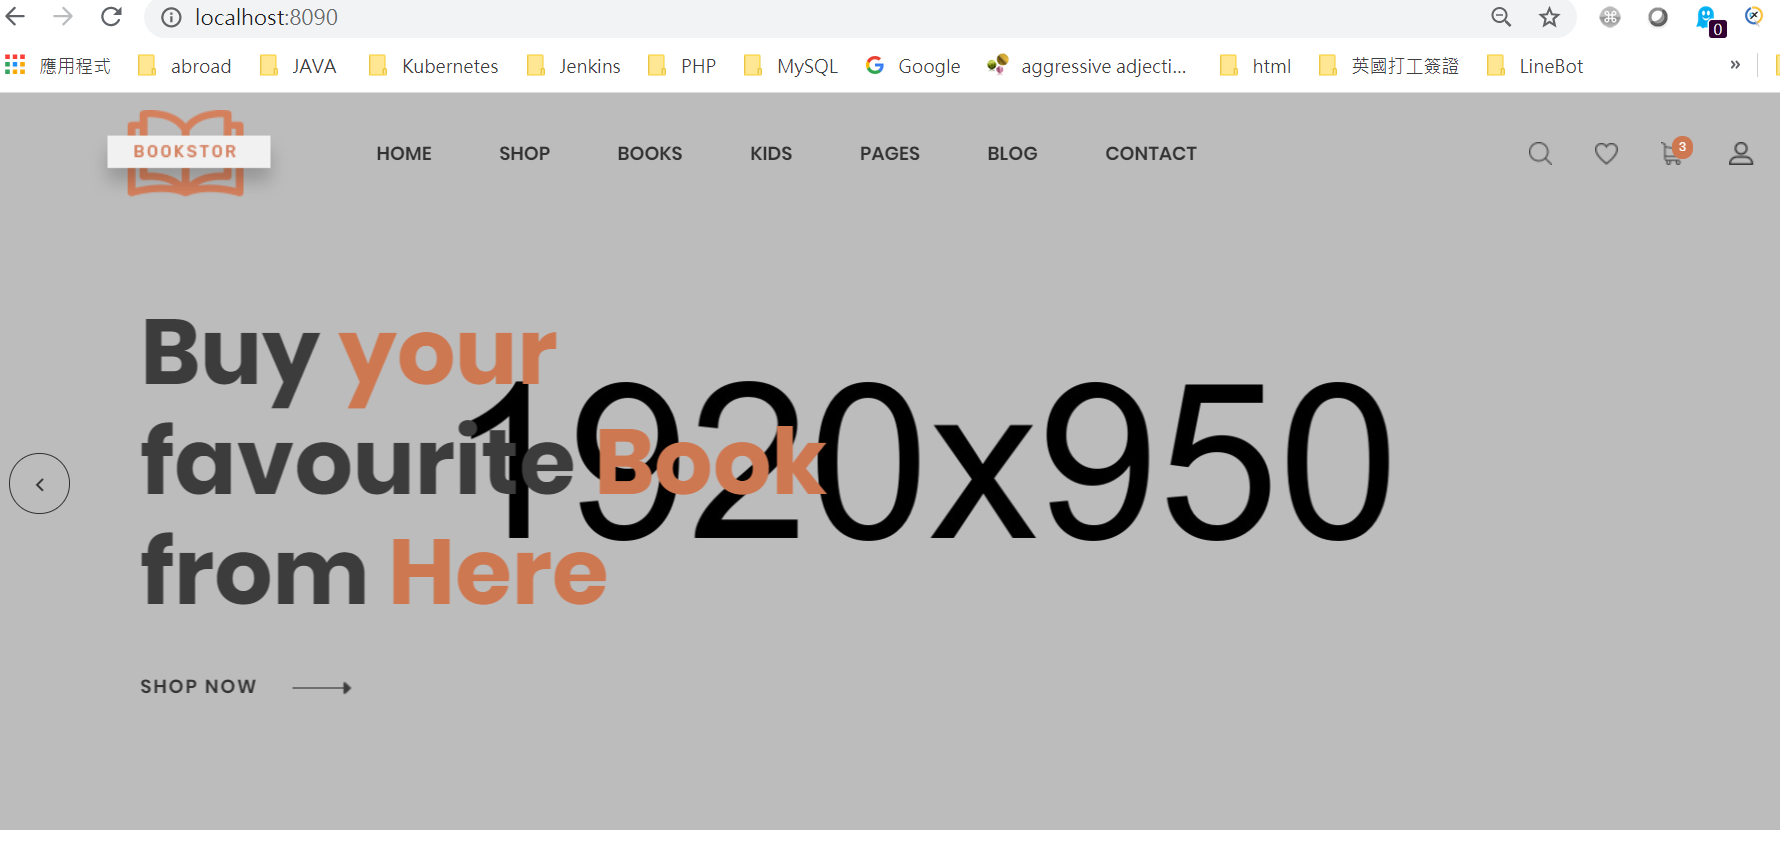 localhost:8090
0
應用程式 abroad JAVA Kubernetes Jenkins PHP MySQL Google aggressive adjecti... html 英國打工簽證 LineBot »
BOOKSTOR
HOME SHOP BOOKS KIDS PAGES BLOG CONTACT
3
Buy your
favourite Book
from Here
1920x950
SHOP NOW